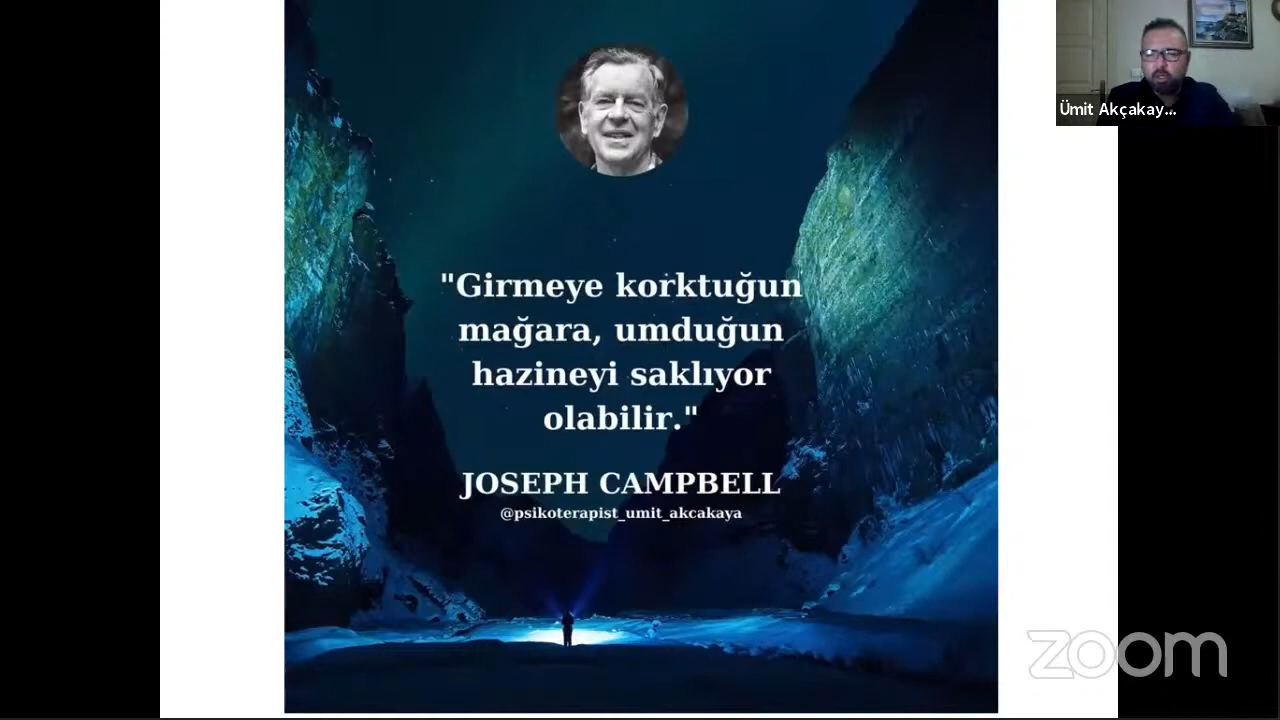 "Girmeye korktuğun
mağara, umduğun
hazineyi saklıyor
olabilir."
JOSEPH CAMPBELL
@psikoterapist_umit_akcakaya
Ümit Akçakay...
zoom